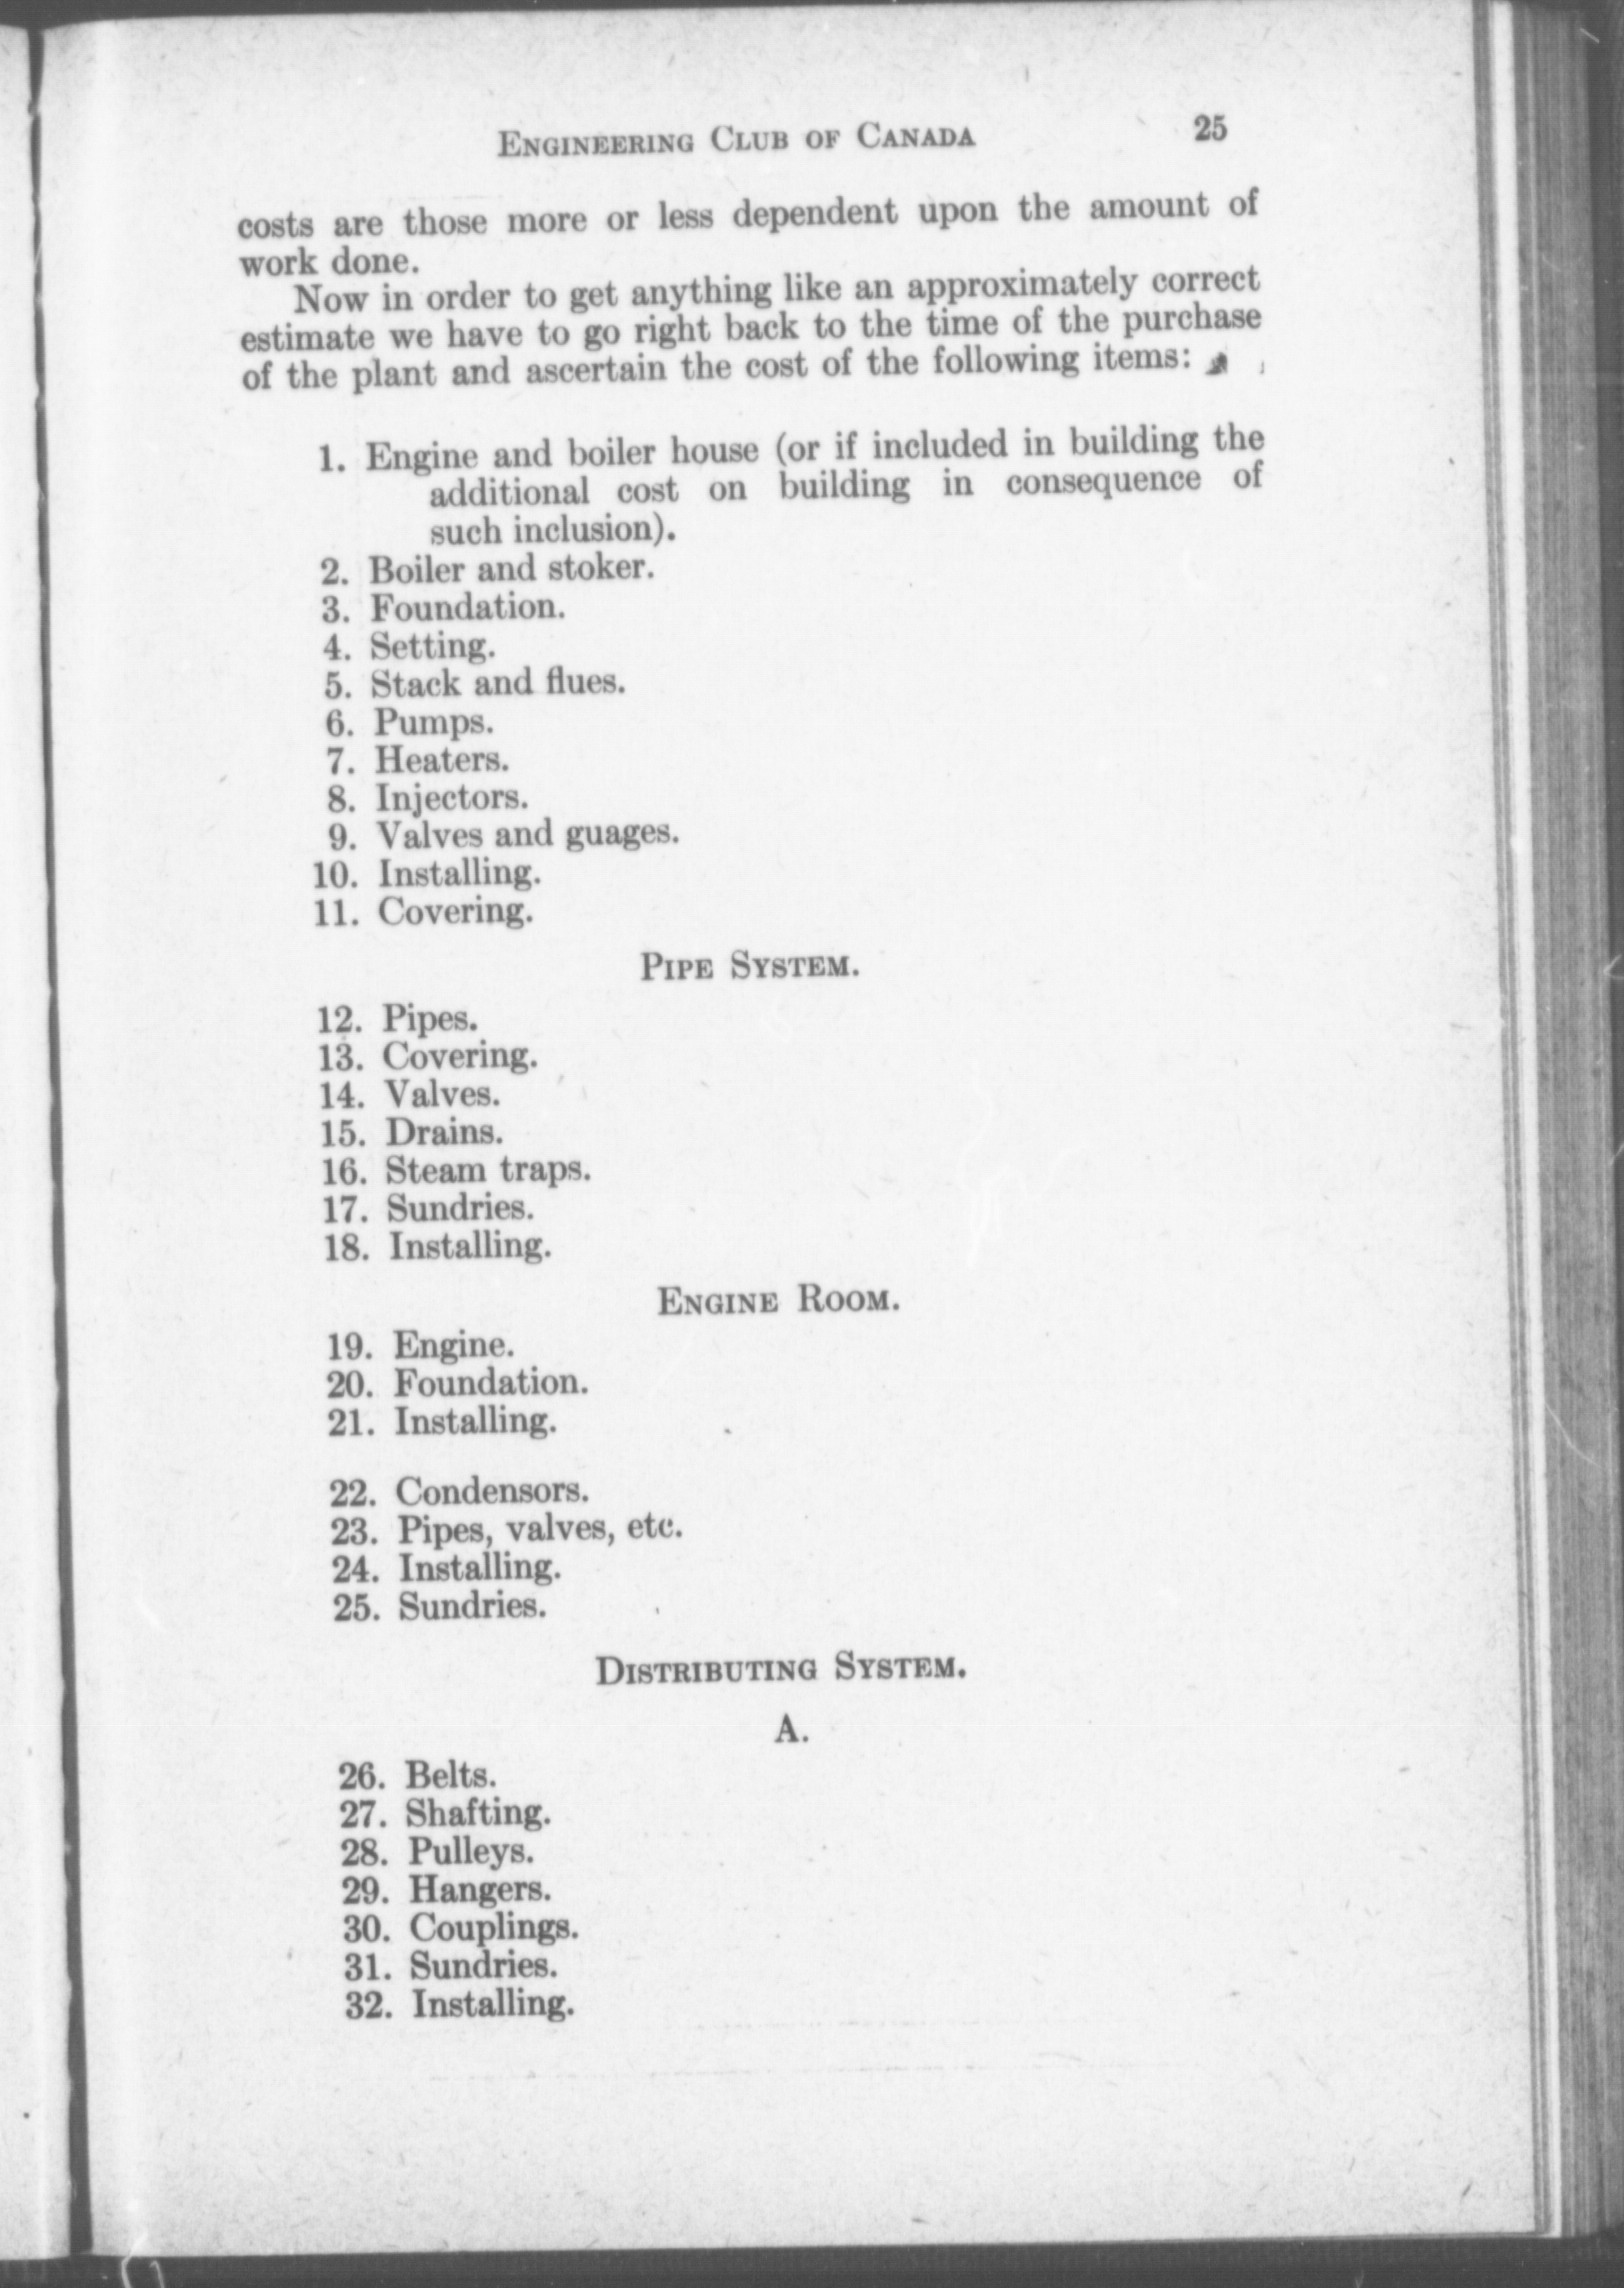 ENGINEERING CLUB OF CANADA 25
costs are those more or less dependent upon the amount of
work done.
Now in order to get anything like an approximately correct
estimate we have to go right back to the time of the purchase
of the plant and ascertain the cost of the following items:
1. Engine and boiler house (or if included in building the
additional cost on building in consequence of
such inclusion).
2. Boiler and stoker.
3. Foundation.
4. Setting.
5. Stack and flues.
6. Pumps.
7. Heaters.
8. Injectors.
9. Valves and guages.
10. Installing.
11. Covering.
PIPE SYSTEM.
12. Pipes.
13. Covering.
14. Valves.
15. Drains.
16. Steam traps.
17. Sundries.
18. Installing.
ENGINE ROOM.
19. Engine.
20. Foundation.
21. Installing.
22. Condensors.
23. Pipes, valves, etc.
24. Installing.
25. Sundries.
DISTRIBUTING SYSTEM.
A.
26. Belts.
27. Shafting.
28. Pulleys.
29. Hangers.
30. Couplings.
31. Sundries.
32. Installing.